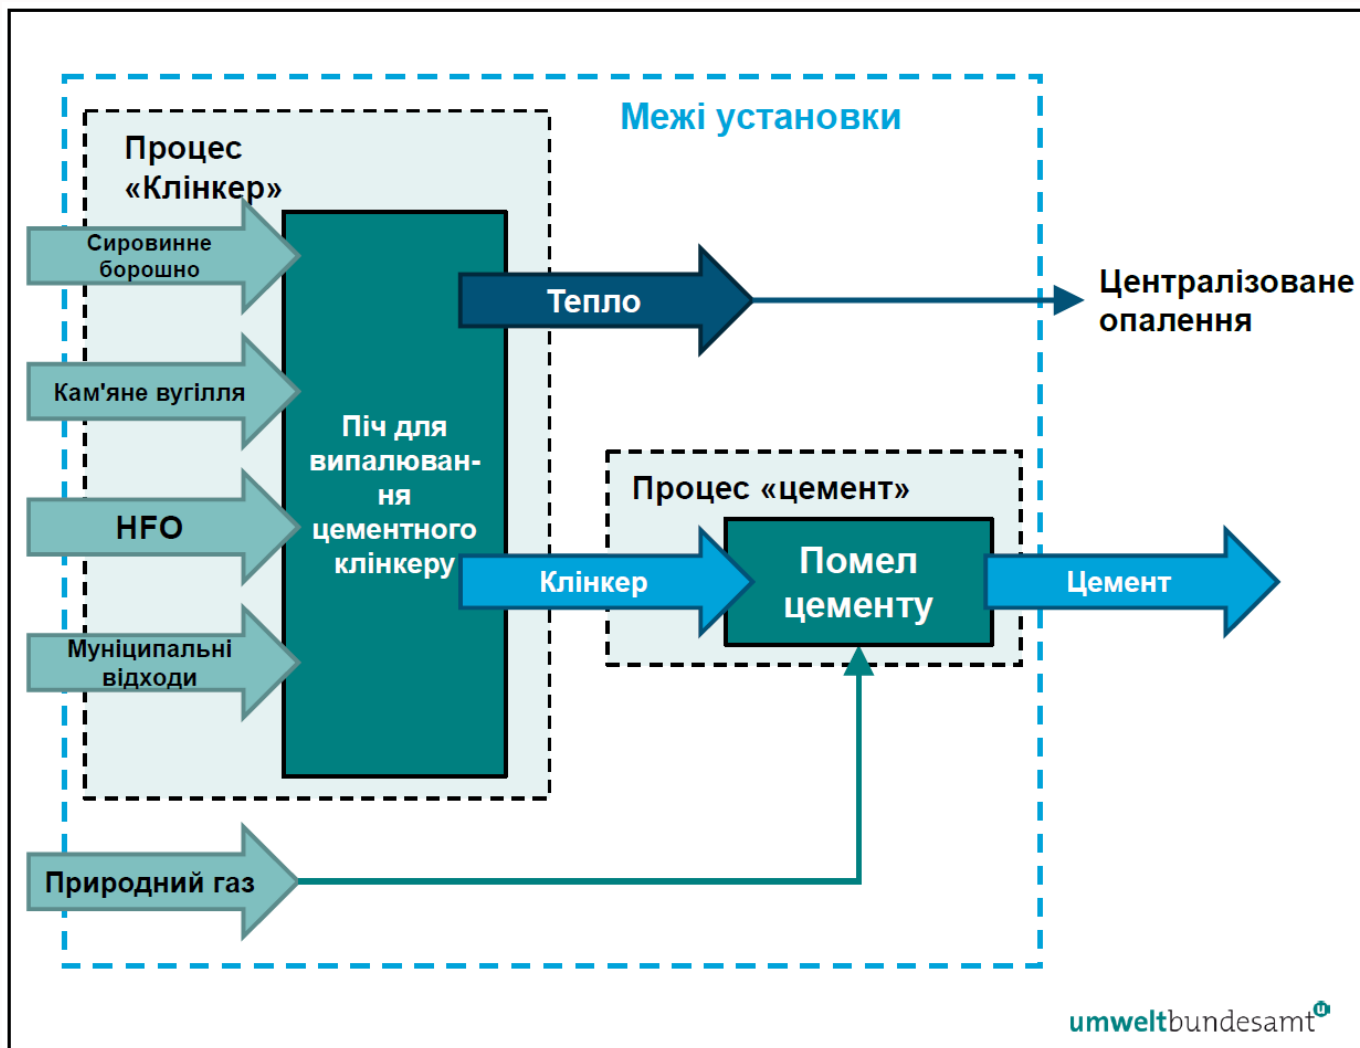 Межі установки
Процес
«Клінкер»
Сировинне
борошно
Тепло
Централізоване
опалення
Кам'яне вугілля
Піч для
випалюван-
ня
цементного
клінкеру
Процес «цемент»
HFO
Клінкер
Помел
цементу
Цемент
Муніципальні
відходи
Природний газ
umweltbundesamt
u